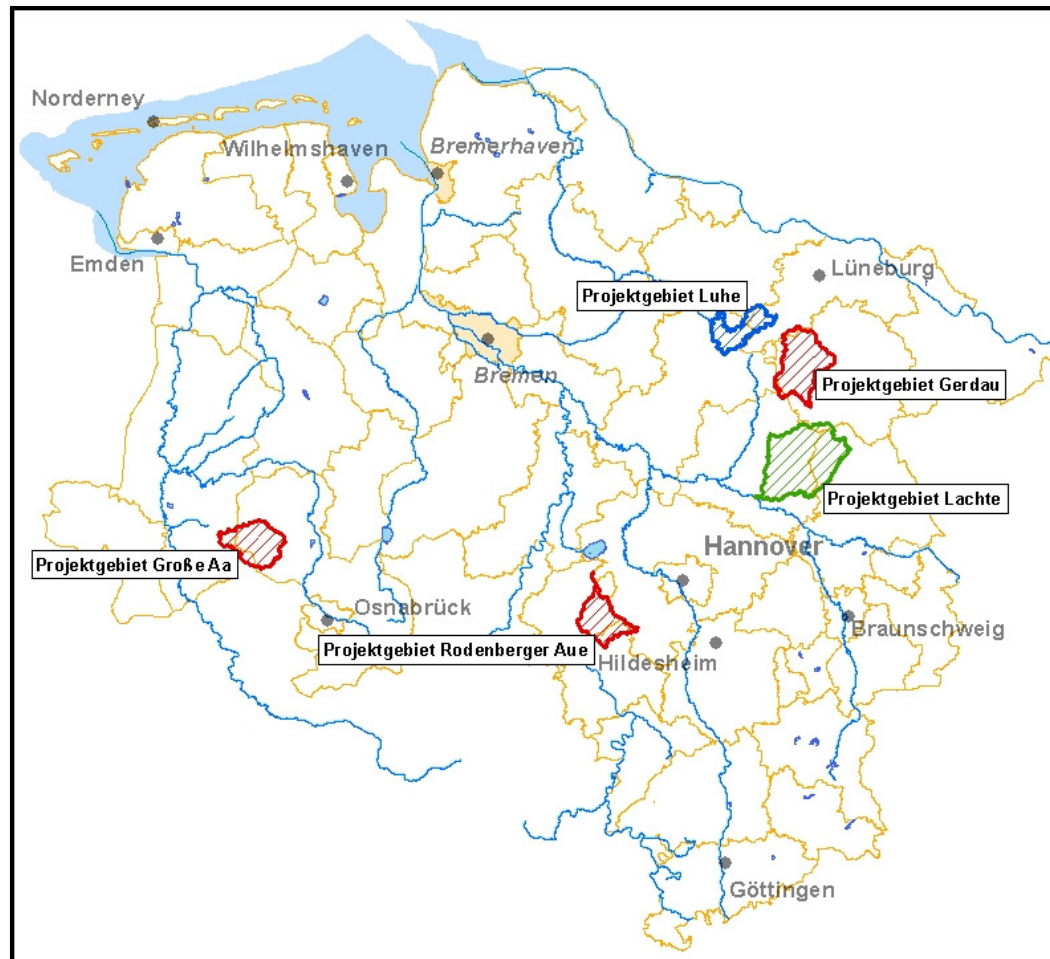 Norderney
Wilhelmshaven
Bremerhaven
Emden
Lüneburg
Projektgebiet Luhe
Bremen
Projektgebiet Gerdau
Projektgebiet Lachte
Hannover
Projektgebiet Große Aa
Osnabrück
Braunschweig
Projektgebiet Rodenberger Aue
Hildesheim
Göttingen